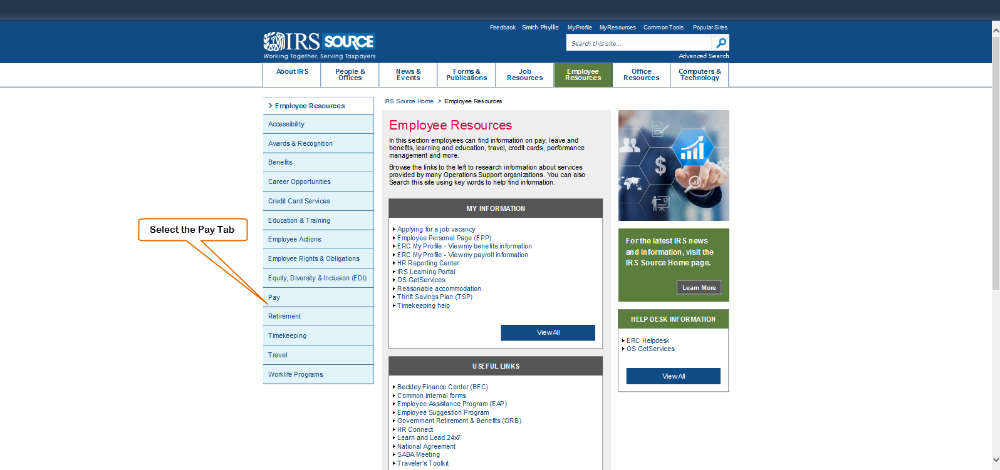 Feedback Smith Phyllis MyProfile MyResources Common Tools Popular Sites
IRS SOURCE
Working Together, Serving Taxpayers
Search this site...
Advanced Search
About IRS
People &
Offices
News &
Events
Forms &
Publications
Job
Resources
Employee
Resources
Office
Resources
Computers &
Technology
> Employee Resources
Accessibility
Awards & Recognition
Benefits
Career Opportunities
Credit Card Services
Education & Training
Employee Actions
Employee Rights & Obligations
Equity, Diversity & Inclusion (EDI)
Pay
Retirement
Timekeeping
Travel
Worklife Programs
Select the Pay Tab
IRS Source Home > Employee Resources
Employee Resources
In this section employees can find information on pay, leave and
benefits, learning and education, travel, credit cards, performance
management and more.
Browse the links to the left to research information about services
provided by many Operations Support organizations. You can also
Search this site using key words to help find information.
MY INFORMATION
Applying for a job vacancy
Employee Personal Page (EPP)
ERC My Profile - View my benefits information
ERC My Profile - View my payroll information
HR Reporting Center
IRS Learning Portal
OS GetServices
Reasonable accommodation
Thrift Savings Plan (TSP)
Timekeeping help
View All
USEFUL LINKS
Beckley Finance Center (BFC)
Common internal forms
Employee Assistance Program (EAP)
Employee Suggestion Program
Government Retirement & Benefits (GRB)
HR Connect
Learn and Lead 24x7
National Agreement
SABA Meeting
Traveler's Toolkit
$
For the latest IRS news
and information, visit the
IRS Source Home page.
Learn More
HELP DESK INFORMATION
ERC Helpdesk
OS GetServices
View All